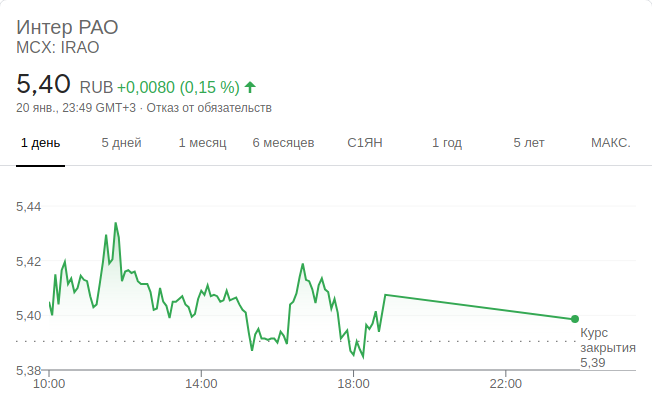 Интер РАО
MCX: IRAO
5,40 RUB +0,0080 (0,15 %)
20 янв., 23:49 GMT+3 · Отказ от обязательств
1 день 5 дней 1 месяц 6 месяцев С1ЯН 1 год 5 лет МАКС.
5,44
5,42
5,40
Курс
закрытия
5,39
5,38
10:00 14:00 18:00 22:00